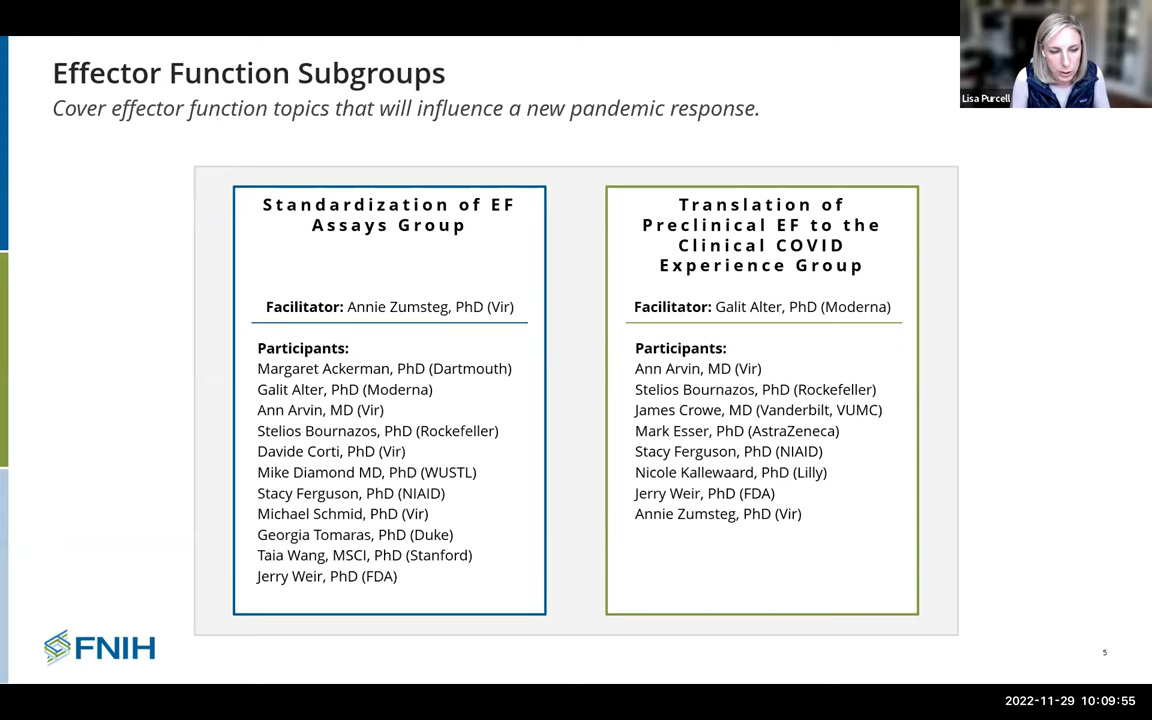 Effector Function Subgroups
Cover effector function topics that will influence a new pandemic response.
Lisa Purcell
Standardization of EF
Assays Group
Facilitator: Annie Zumsteg, PhD (Vir)
Participants:
Margaret Ackerman, PhD (Dartmouth)
Galit Alter, PhD (Moderna)
Ann Arvin, MD (Vir)
Stelios Bournazos, PhD (Rockefeller)
Davide Corti, PhD (Vir)
Mike Diamond MD, PhD (WUSTL)
Stacy Ferguson, PhD (NIAID)
Michael Schmid, PhD (Vir)
Georgia Tomaras, PhD (Duke)
Taia Wang, MSCI, PhD (Stanford)
Jerry Weir, PhD (FDA)
Translation of
Preclinical EF to the
Clinical COVID
Experience Group
Facilitator: Galit Alter, PhD (Moderna)
Participants:
Ann Arvin, MD (Vir)
Stelios Bournazos, PhD (Rockefeller)
James Crowe, MD (Vanderbilt, VUMC)
Mark Esser, PhD (AstraZeneca)
Stacy Ferguson, PhD (NIAID)
Nicole Kallewaard, PhD (Lilly)
Jerry Weir, PhD (FDA)
Annie Zumsteg, PhD (Vir)
FNIH
5
2022-11-29 10:09:55